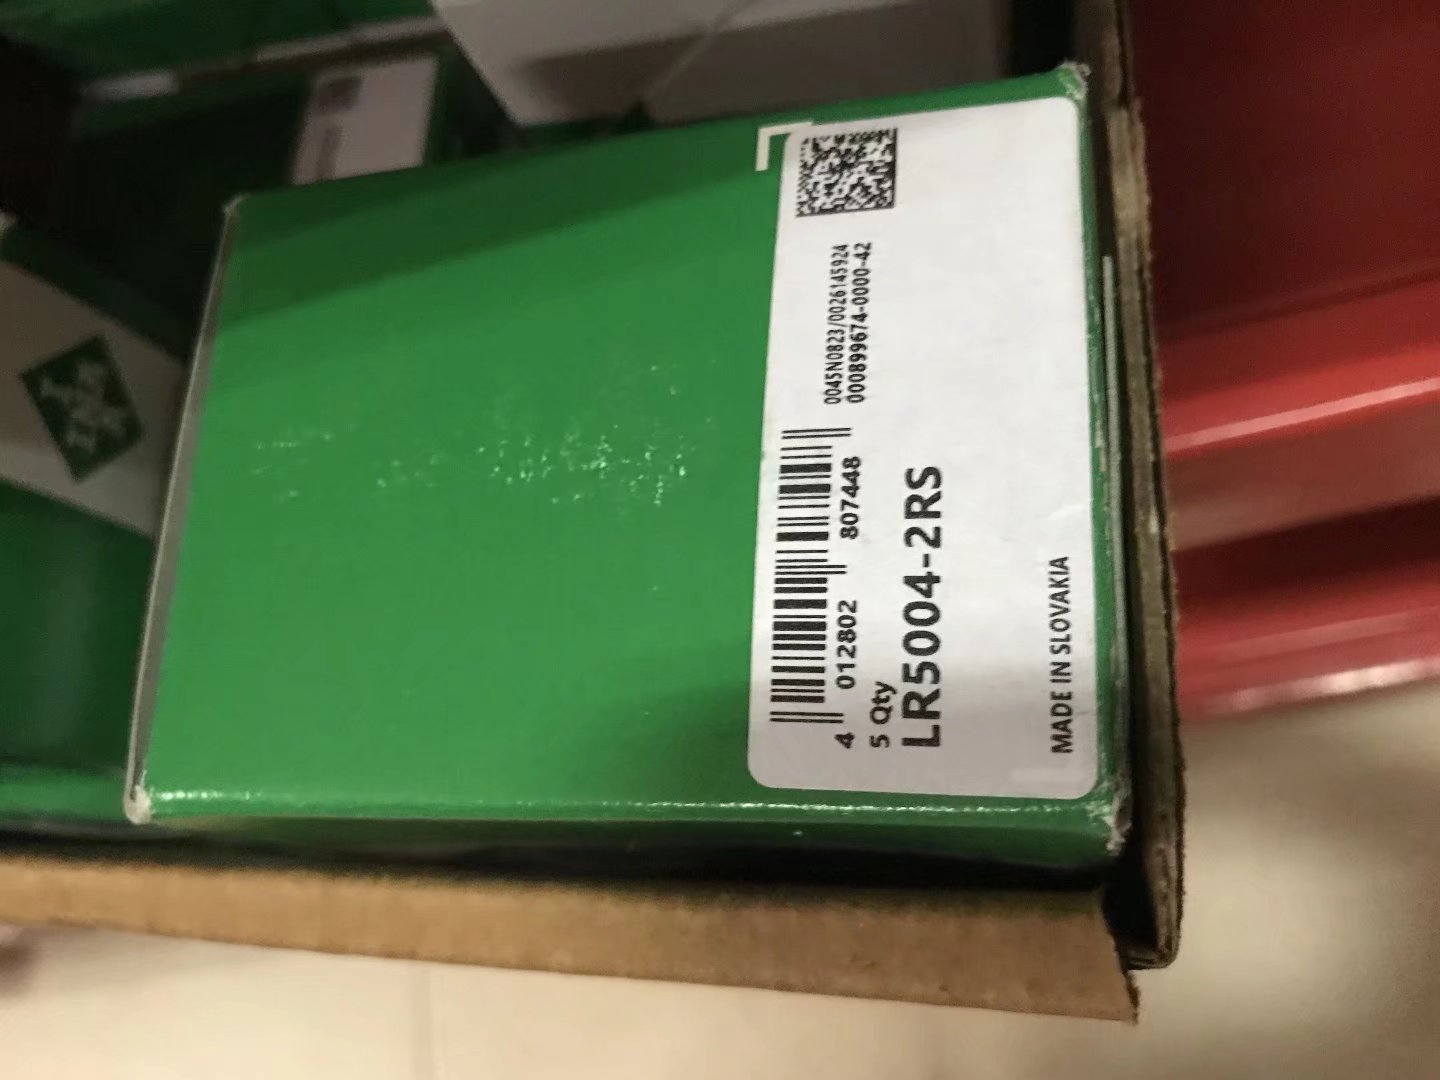 0045N0823/0026145924
000899674-0000-42
4 012802 807448
5 Qty
LR5004-2RS
MADE IN SLOVAKIA